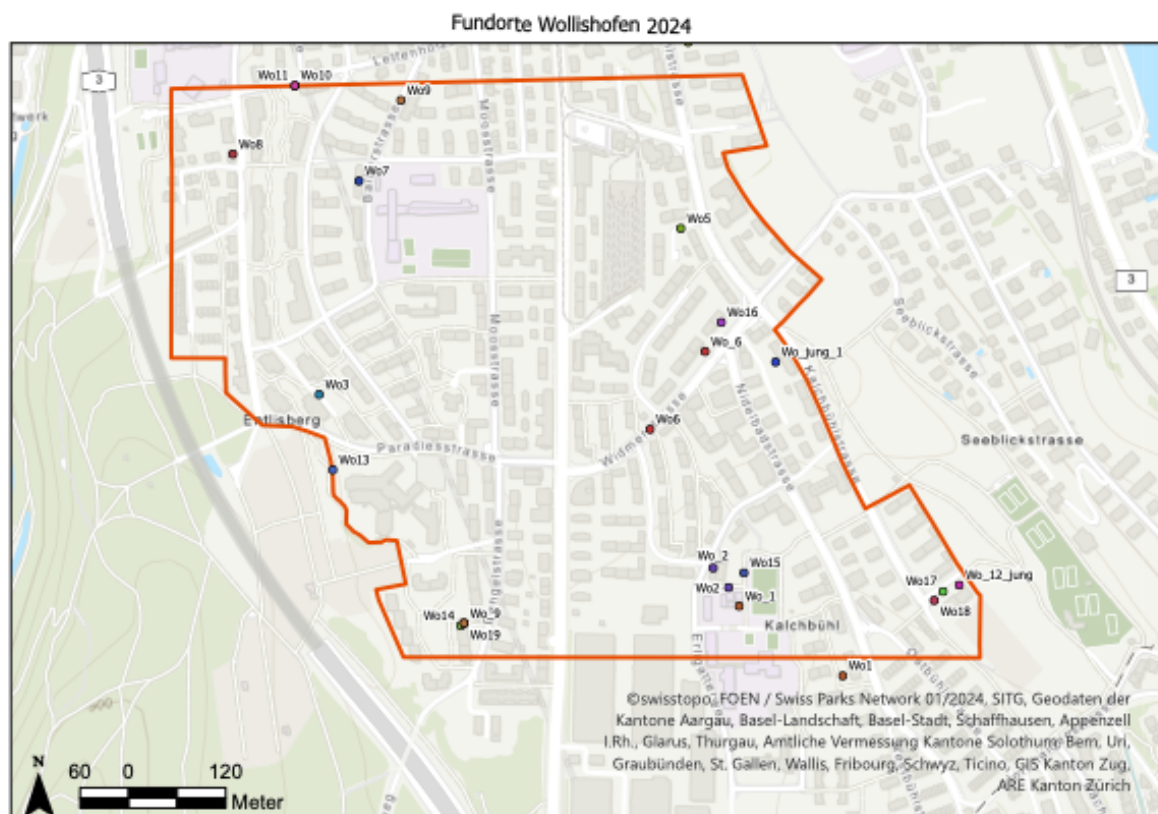 Fundorte Wollishofen 2024
3
Wo11
Wo10
Wo9
Moosstrasse
Wo8
Wo7
Wo5
3
Seeblickstrasse
Wo16
Moosstrasse
Wo_6
Wo_jung_1
Kalchbühlstrasse
Wo3
Nidelbadstrasse
Entlisberg
Wo6
Widmerstrasse
Seeblickstrasse
Paradiesstrasse
Wo13
Wo_2
Wo15
Wo2
Wo_1
Wo17
Wo_12_jung
Wo18
Wo14
Wo_9
Wo19
Kalchbühl
Wo1
©swisstopo, FOEN / Swiss Parks Network 01/2024, SITG, Geodaten der
Kantone Aargau, Basel-Landschaft, Basel-Stadt, Schaffhausen, Appenzell
I.Rh., Glarus, Thurgau, Amtliche Vermessung Kantone Solothurn, Bern, Uri,
Graubünden, St. Gallen, Wallis, Fribourg, Schwyz, Ticino, GIS Kanton Zug,
ARE Kanton Zürich
N
60 0 120
Meter